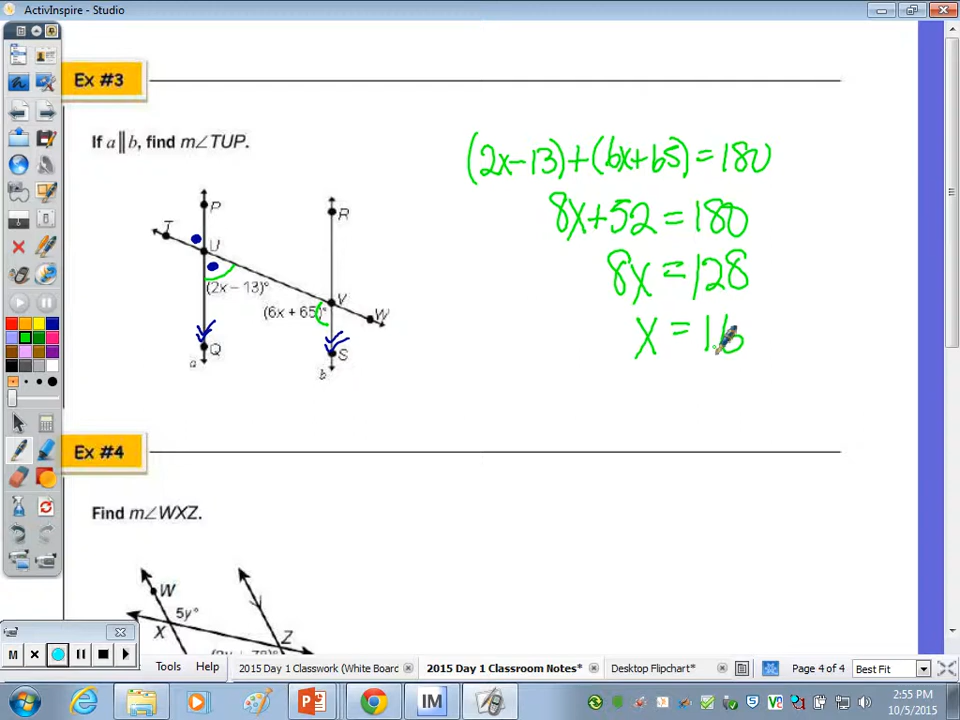 ActivInspire - Studio
Ex #3
If a ∥ b, find m∠TUP.
(2x-13)+(6x+65)=180
8x+52=180
8x=128
x=16
P
R
T
U
(2x – 13)°
(6x + 65)°
V
W
Q
S
a
b
Ex #4
Find m∠WXZ.
W
5y°
X
Z
M
Tools
Help
2015 Day 1 Classwork (White Board
2015 Day 1 Classroom Notes*
Desktop Flipchart*
Page 4 of 4
Best Fit
IM
2:55 PM
10/5/2015